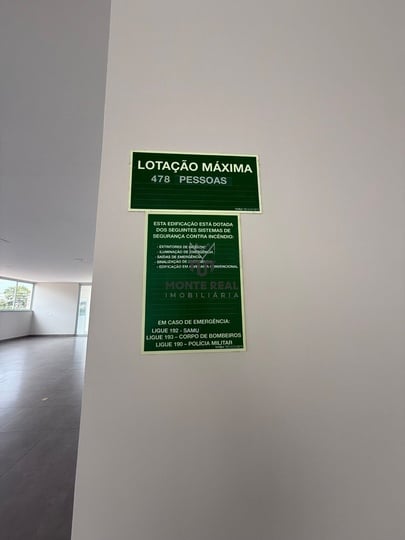 LOTAÇÃO MÁXIMA
478 PESSOAS
ESTA EDIFICAÇÃO ESTÁ DOTADA
DOS SEGUINTES SISTEMAS DE
SEGURANÇA CONTRA INCÊNDIO:
- EXTINTORES DE INCÊNDIO
- ILUMINAÇÃO DE EMERGÊNCIA
- SAÍDAS DE EMERGÊNCIA
- SINALIZAÇÃO DE
- EDIFICAÇÃO EM CONVENCIONAL
MONTE REAL
IMOBILIÁRIA
EM CASO DE EMERGÊNCIA:
LIGUE 192 - SAMU
LIGUE 193 - CORPO DE BOMBEIROS
LIGUE 190 - POLÍCIA MILITAR